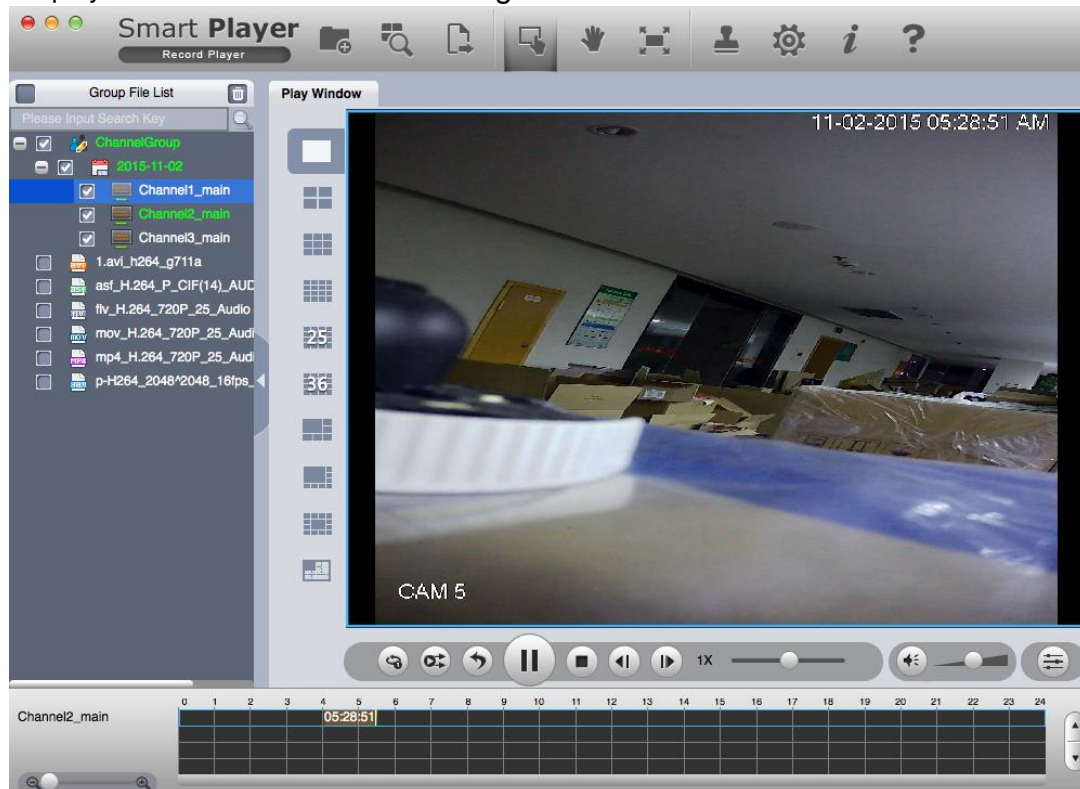 Smart Player
Record Player
Group File List
Play Window
Please Input Search Key
ChannelGroup
2015-11-02
Channel1_main
Channel2_main
Channel3_main
1.avi_h264_g711a
asf_H.264_P_CIF(14)_AUD
flv_H.264_720P_25_Audio
mov_H.264_720P_25_Audi
mp4_H.264_720P_25_Audi
p-H264_2048^2048_16fps_
25
36
11-02-2015 05:28:51 AM
CAM 5
1X
0 1 2 3 4 5 6 7 8 9 10 11 12 13 14 15 16 17 18 19 20 21 22 23 24
Channel2_main
05:28:51